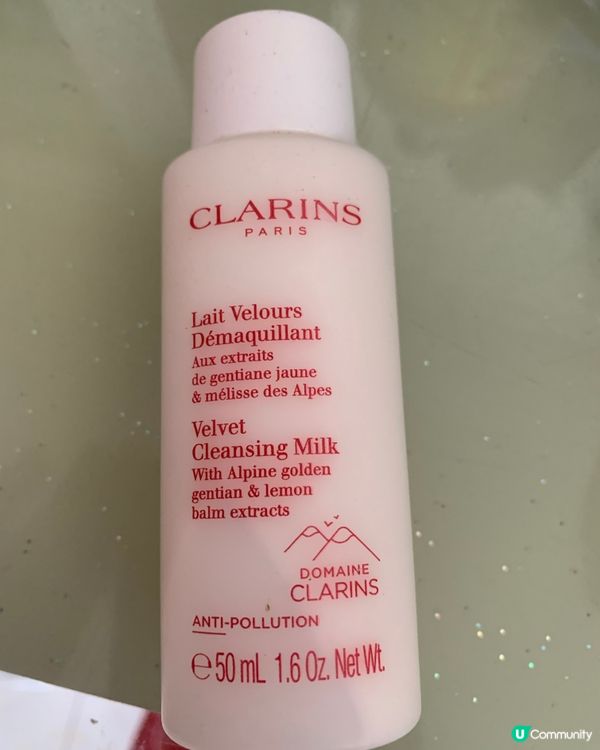 CLARINS
PARIS
Lait Velours
Démaquillant
Aux extraits
de gentiane jaune
& mélisse des Alpes
Velvet
Cleansing Milk
With Alpine golden
gentian & lemon
balm extracts
DOMAINE
CLARINS
ANTI-POLLUTION
℮ 50 mL 1.6 Oz. Net Wt.
U Community